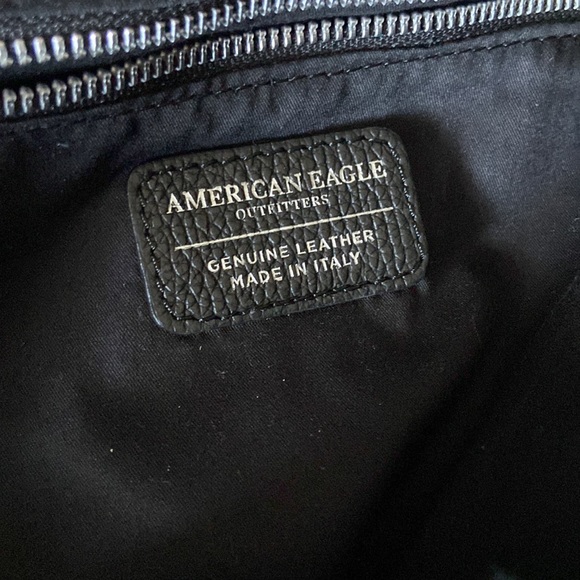 AMERICAN EAGLE
OUTFITTERS
GENUINE LEATHER
MADE IN ITALY